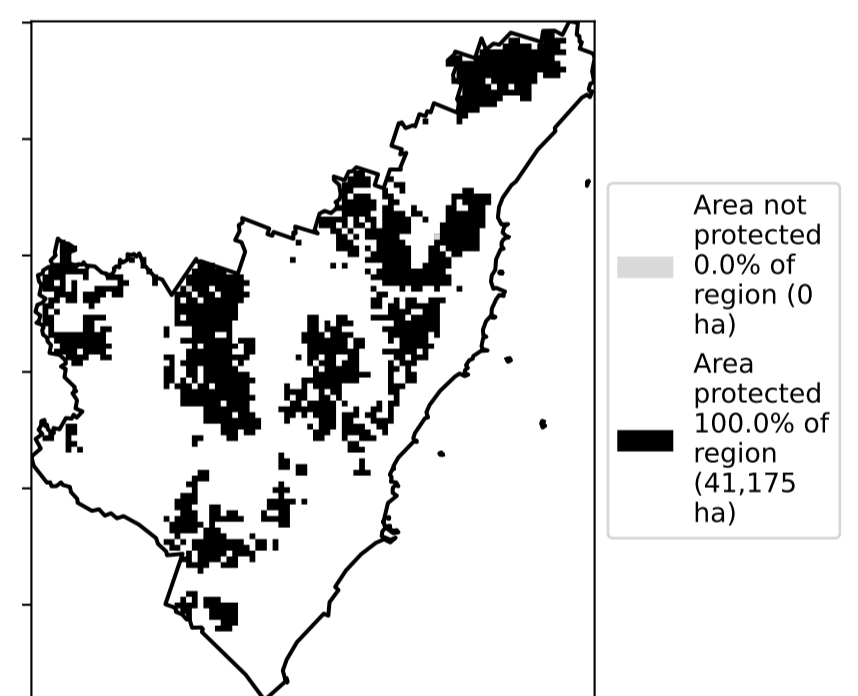 Area not
protected
0.0% of
region (0
ha)
Area
protected
100.0% of
region
(41,175
ha)